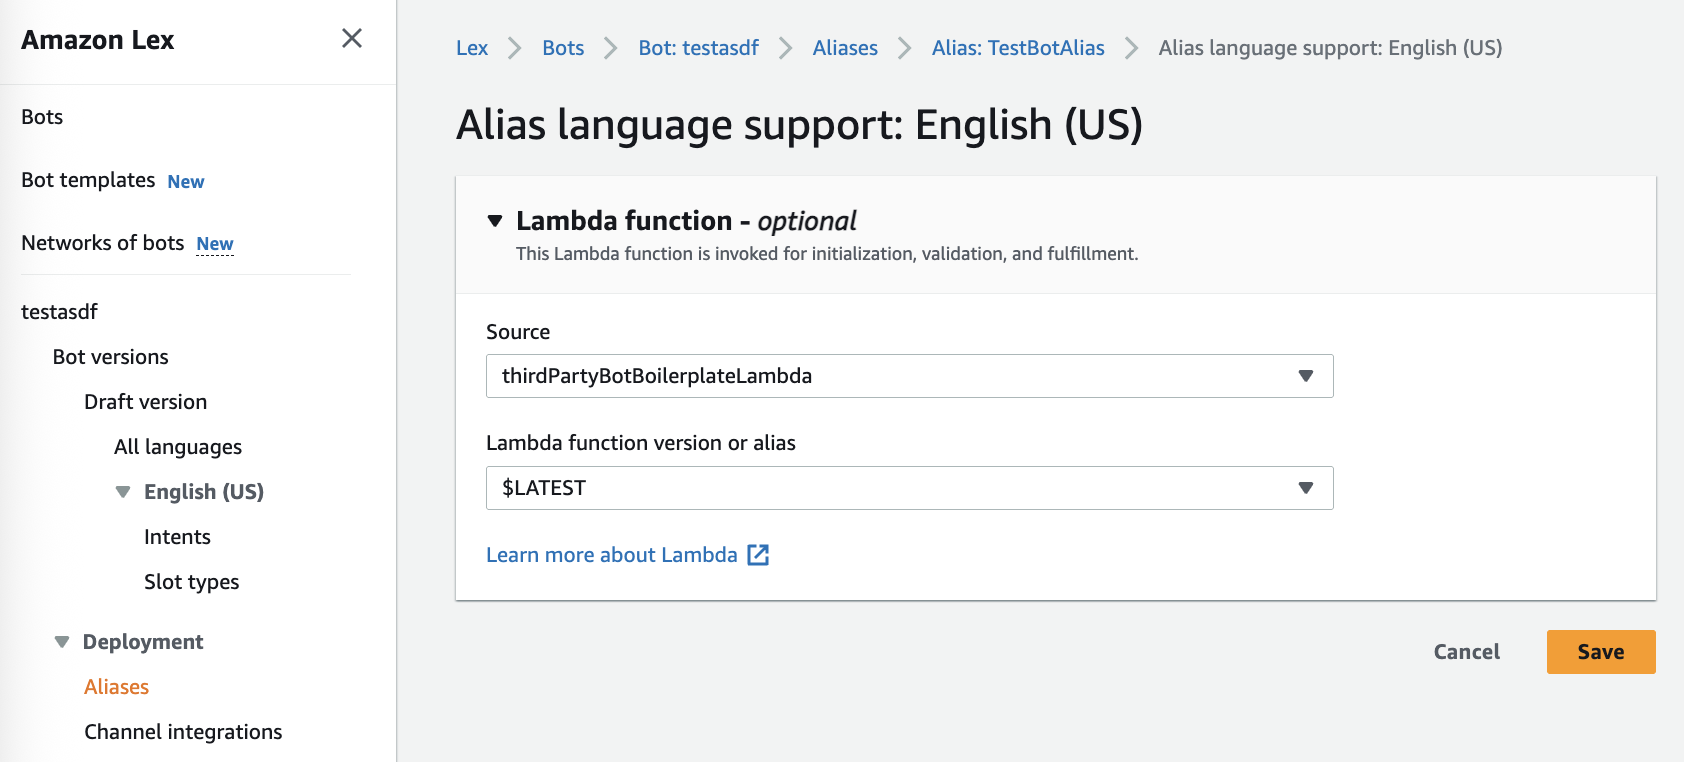 Amazon Lex
Bots
Bot templates New
Networks of bots New
testasdf
Bot versions
Draft version
All languages
English (US)
Intents
Slot types
Deployment
Aliases
Channel integrations
Lex Bots Bot: testasdf Aliases Alias: TestBotAlias Alias language support: English (US)
Alias language support: English (US)
Lambda function - optional
This Lambda function is invoked for initialization, validation, and fulfillment.
Source
thirdPartyBotBoilerplateLambda
Lambda function version or alias
$LATEST
Learn more about Lambda
Cancel Save